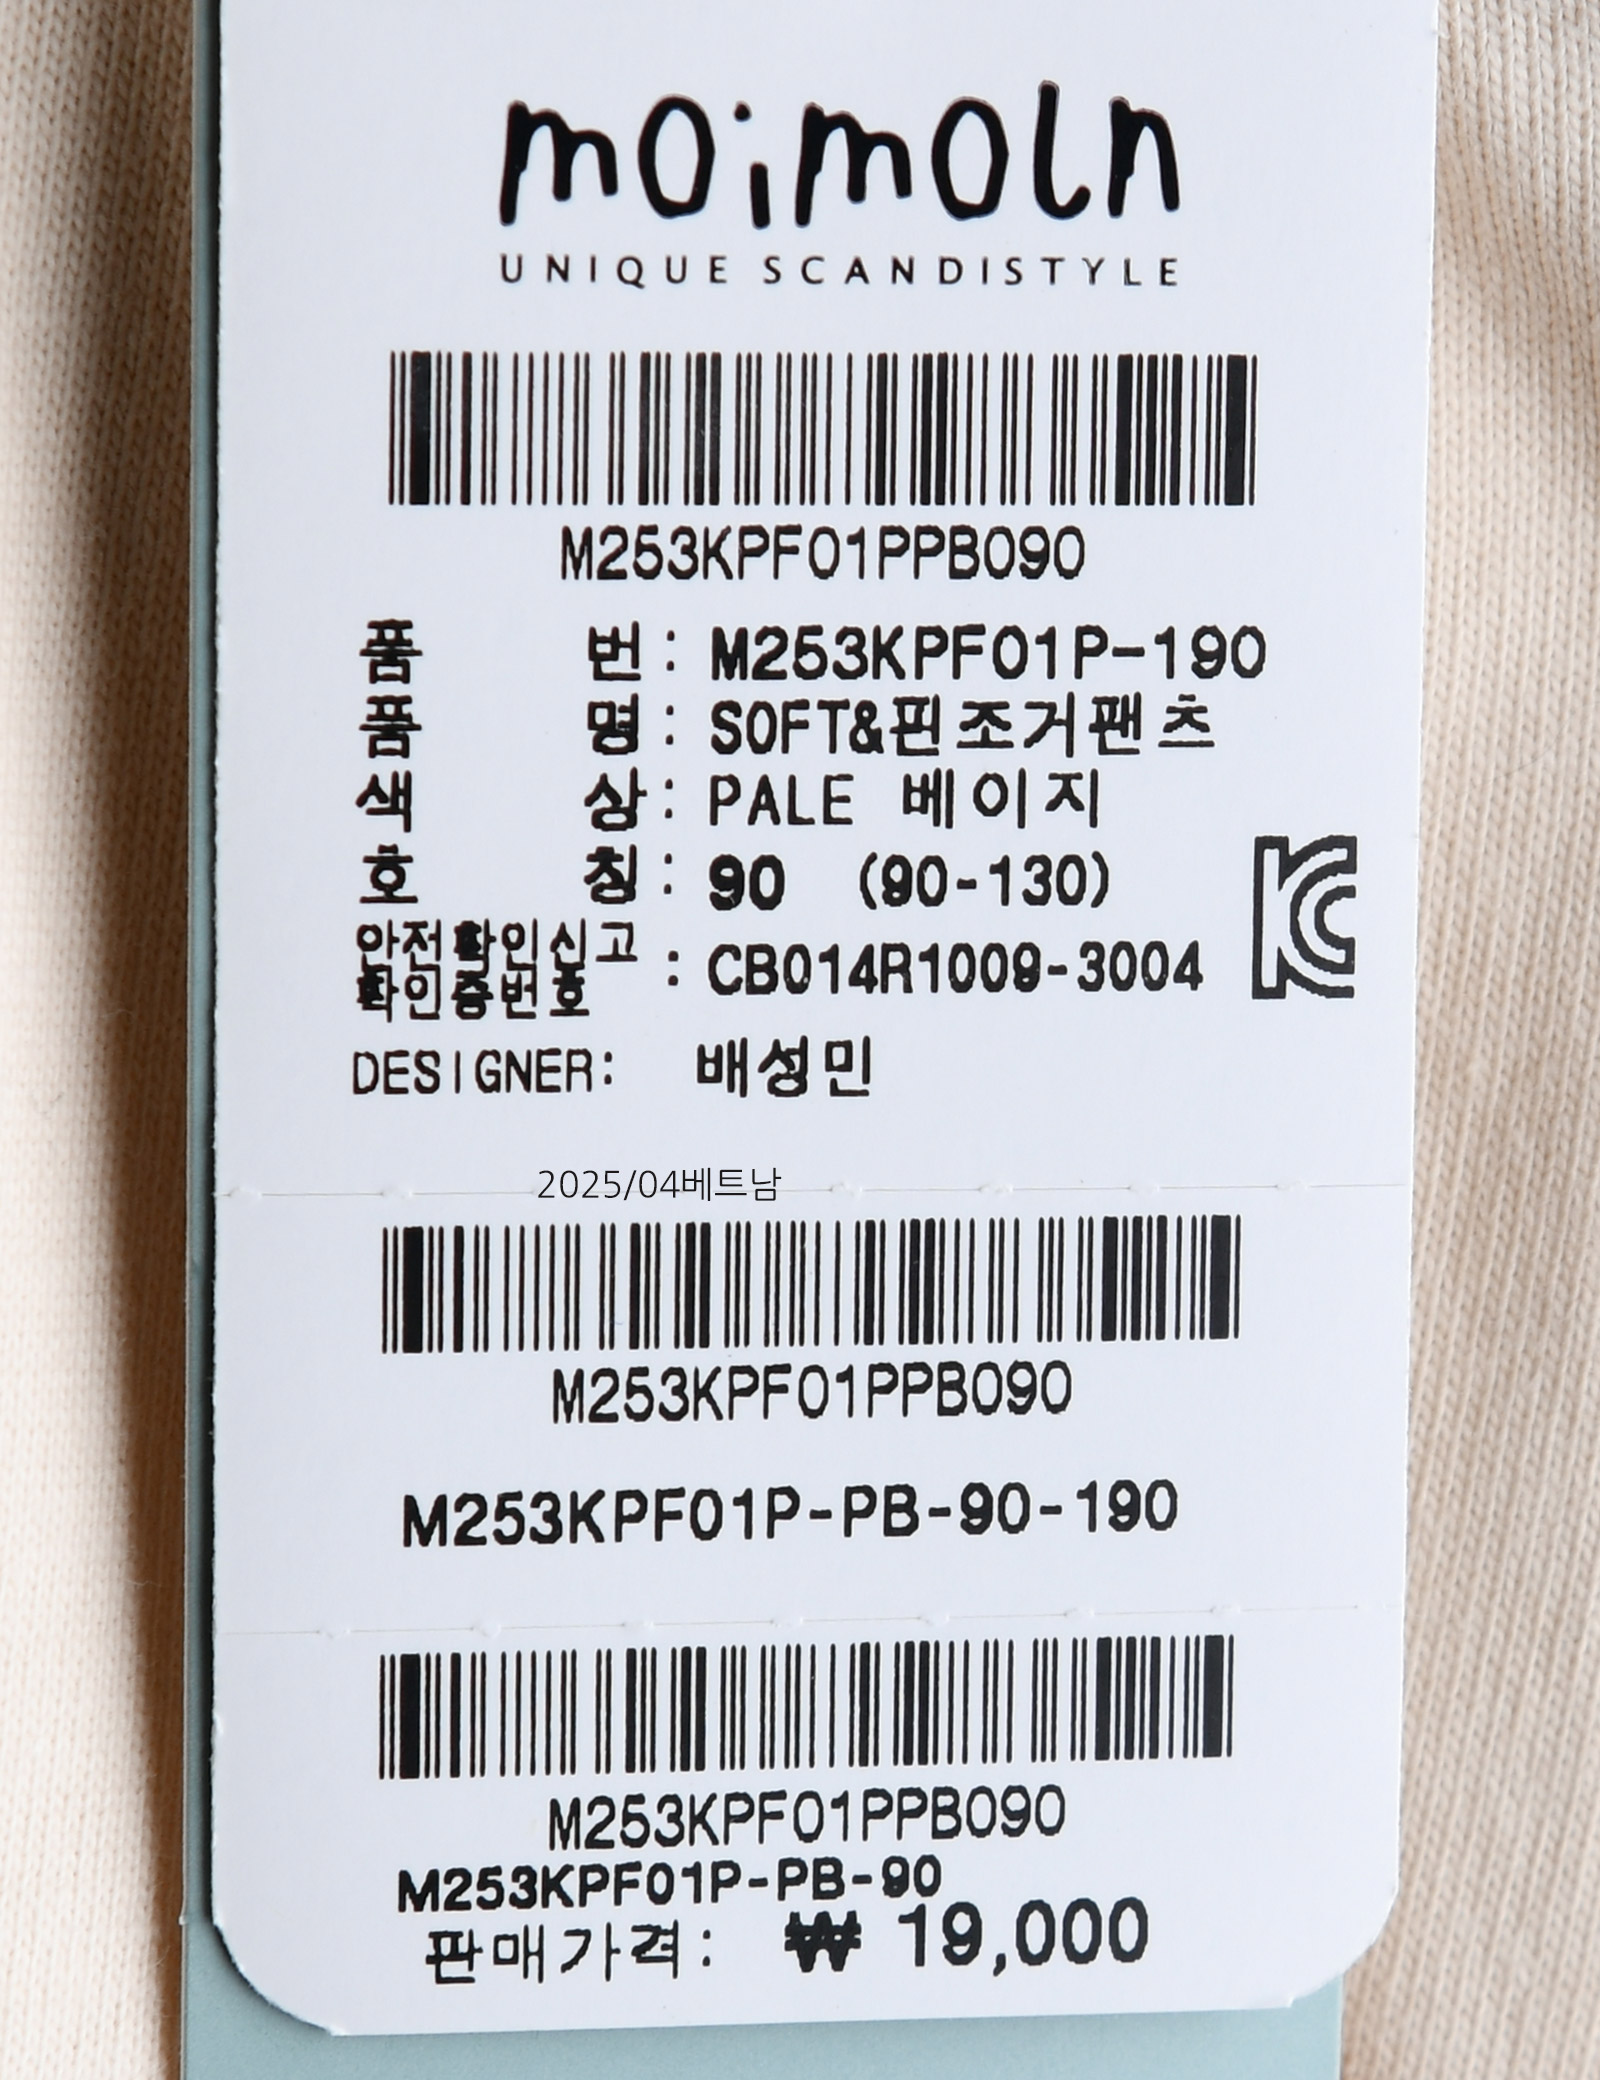 moimoln
UNIQUE SCANDISTYLE
M253KPF01PPB090
품 번 : M253KPF01P-190
품 명 : SOFT&핀조거팬츠
색 상 : PALE 베이지
호 칭 : 90 (90-130)
안전확인신고
확인증번호 : CB014R1009-3004
KC
DESIGNER: 배성민
2025/04베트남
M253KPF01PPB090
M253KPF01P-PB-90-190
M253KPF01PPB090
M253KPF01P-PB-90
판매가격: ₩ 19,000